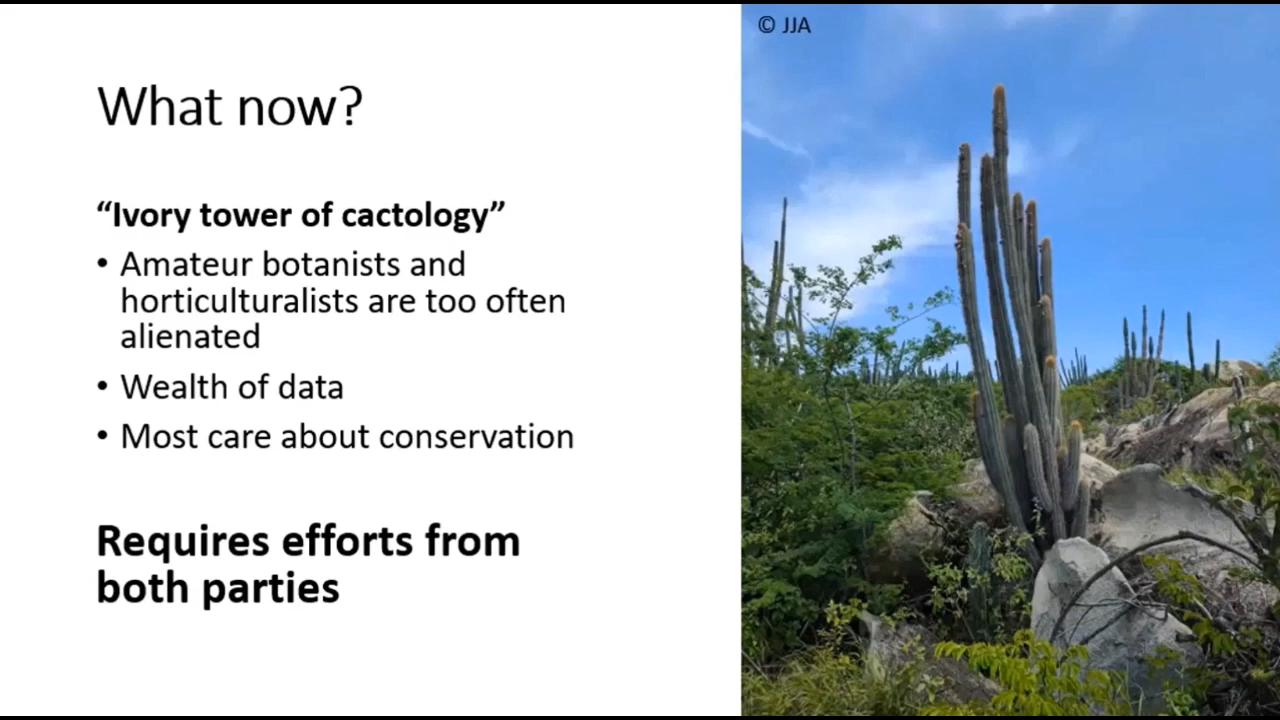 © JJA
What now?
“Ivory tower of cactology”
• Amateur botanists and
horticulturalists are too often
alienated
• Wealth of data
• Most care about conservation
Requires efforts from
both parties